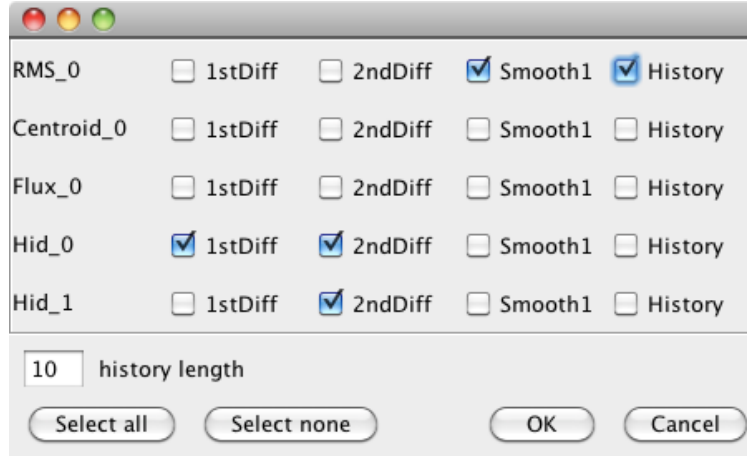 RMS_0 1stDiff 2ndDiff Smooth1 History
Centroid_0 1stDiff 2ndDiff Smooth1 History
Flux_0 1stDiff 2ndDiff Smooth1 History
Hid_0 1stDiff 2ndDiff Smooth1 History
Hid_1 1stDiff 2ndDiff Smooth1 History
10 history length
Select all Select none OK Cancel